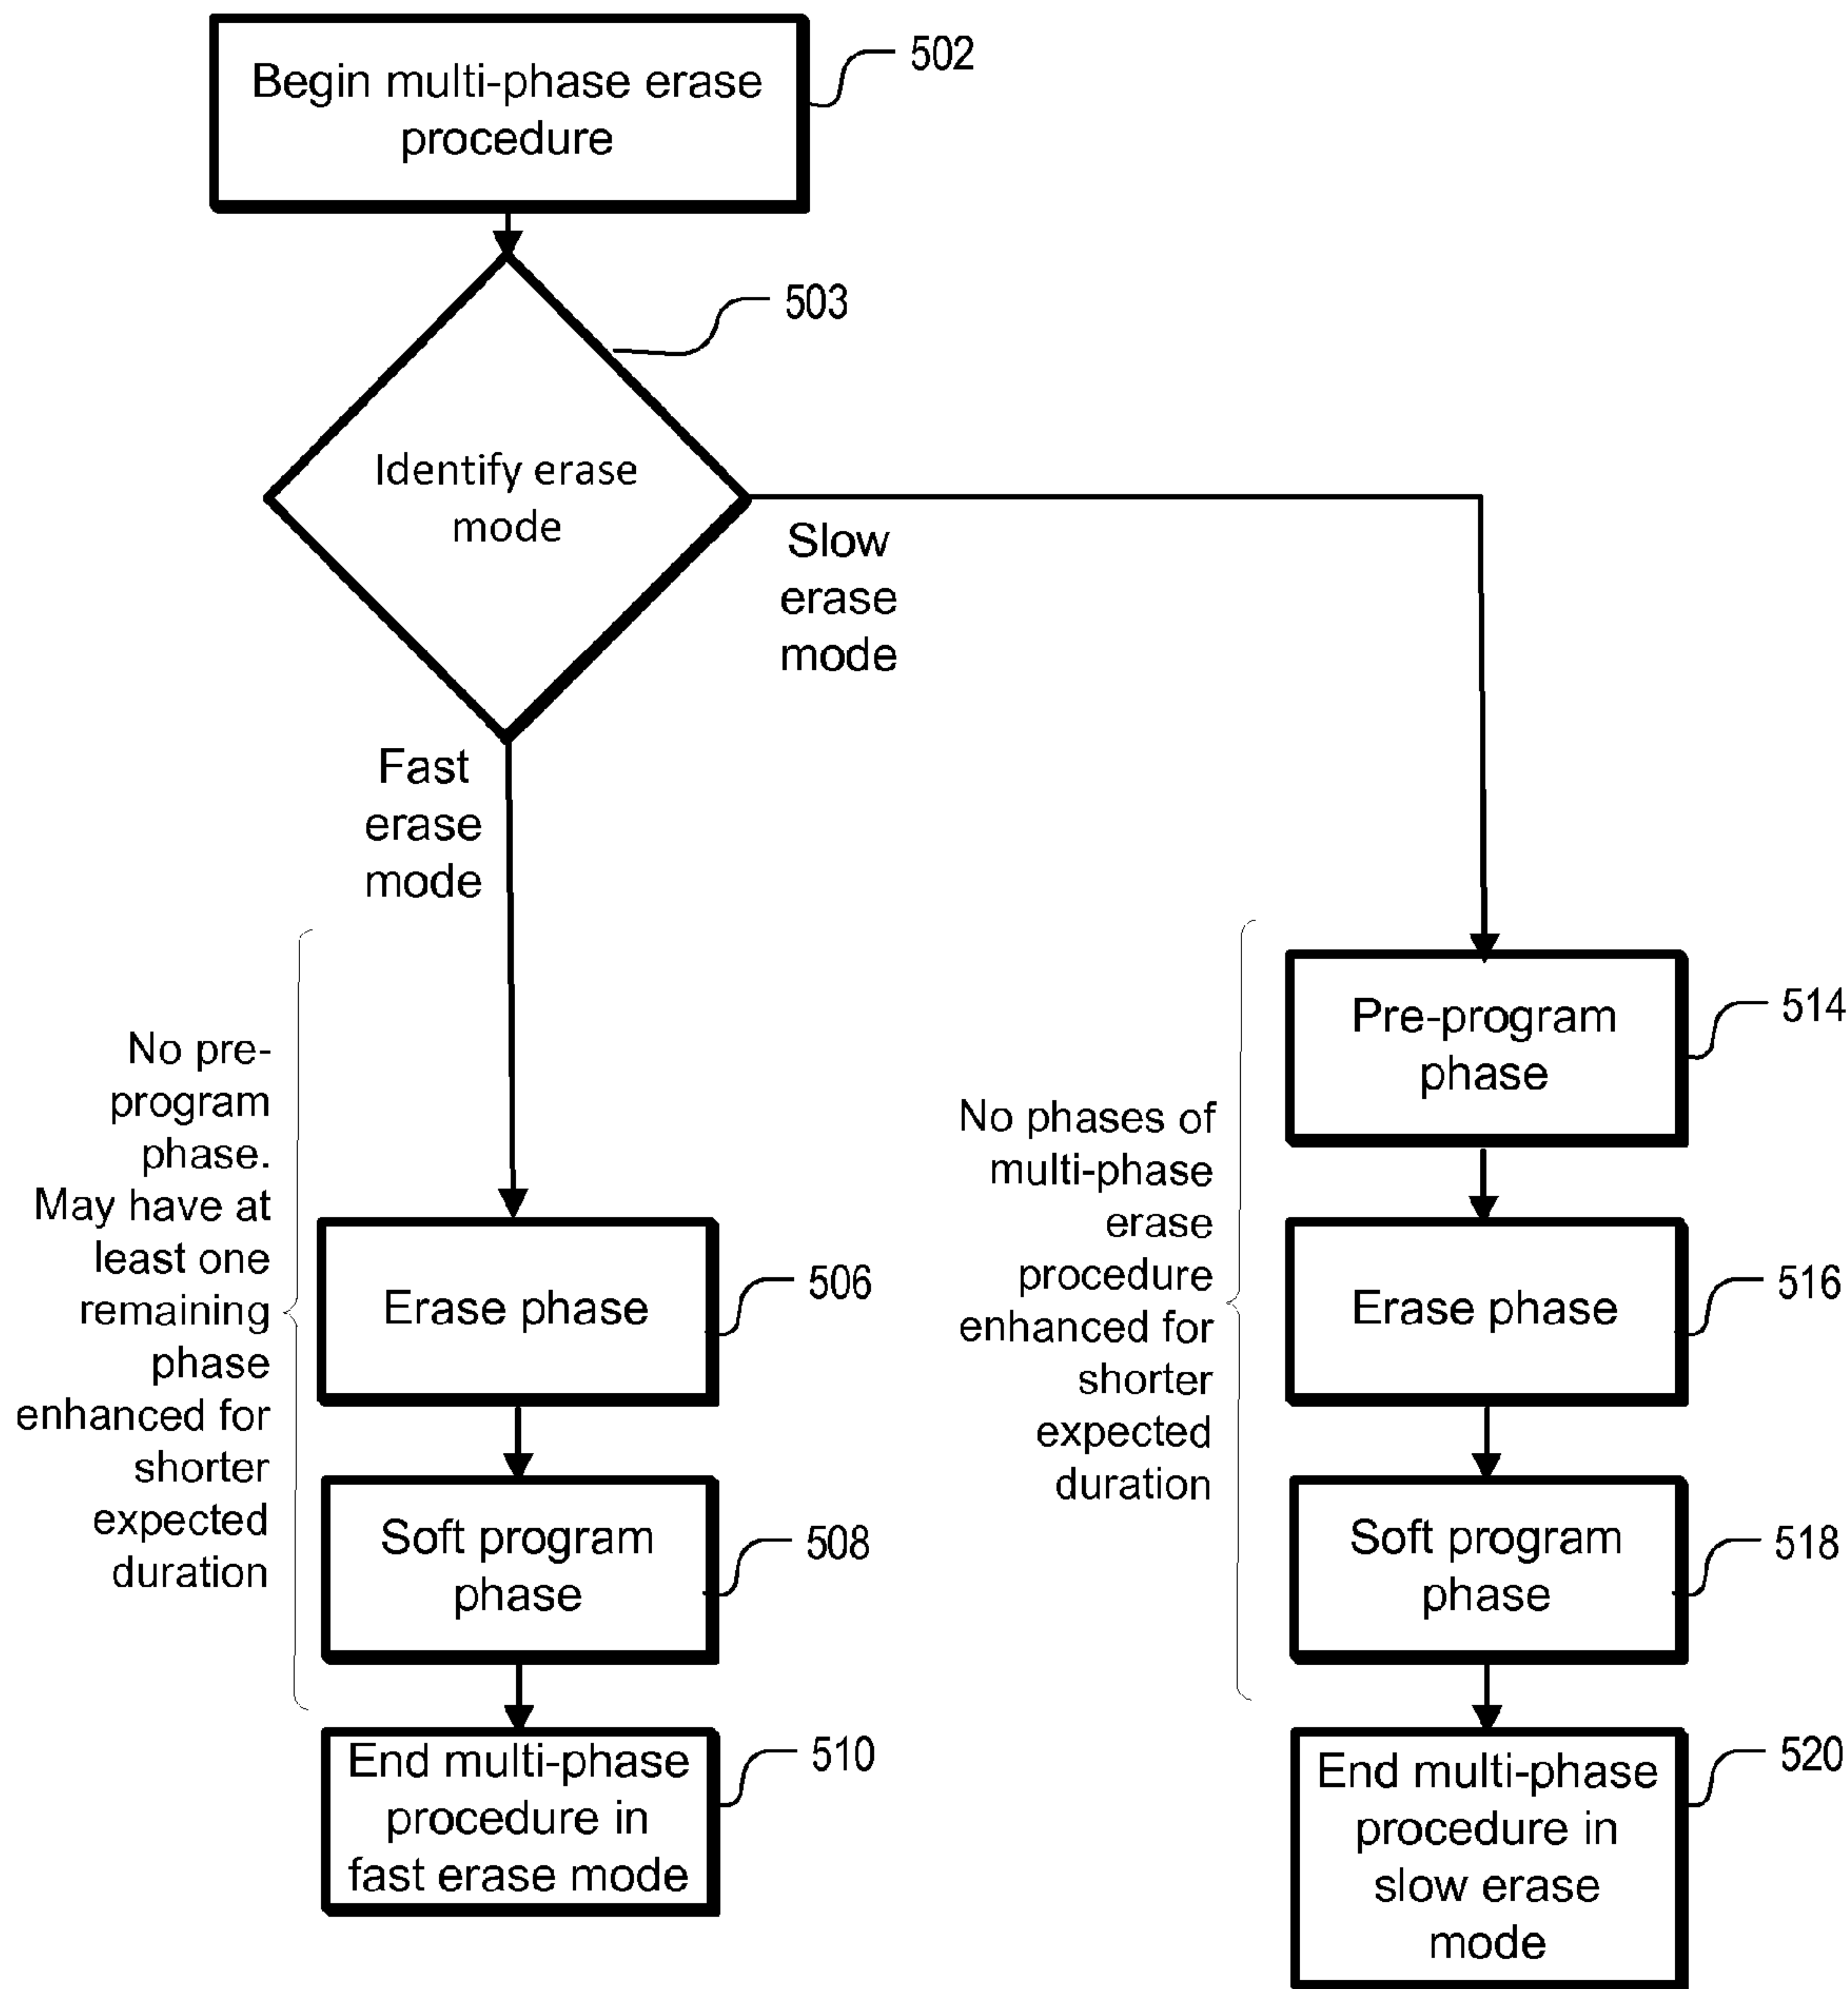 Begin multi-phase erase
procedure
502
503
Identify erase
mode
Slow
erase
mode
Fast
erase
mode
No pre-
program
phase.
May have at
least one
remaining
phase
enhanced for
shorter
expected
duration
Erase phase
506
Soft program
phase
508
End multi-phase
procedure in
fast erase mode
510
No phases of
multi-phase
erase
procedure
enhanced for
shorter
expected
duration
Pre-program
phase
514
Erase phase
516
Soft program
phase
518
End multi-phase
procedure in
slow erase
mode
520